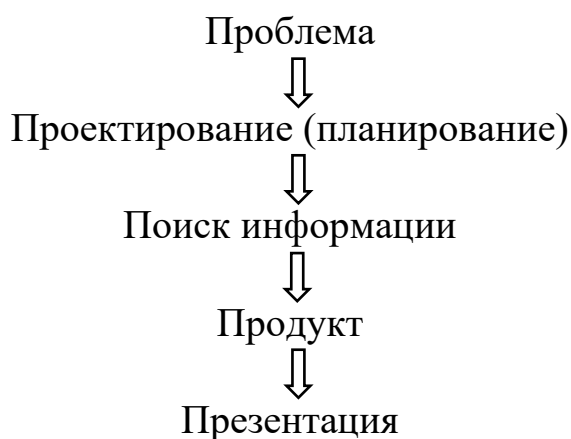 Проблема
Проектирование (планирование)
Поиск информации
Продукт
Презентация